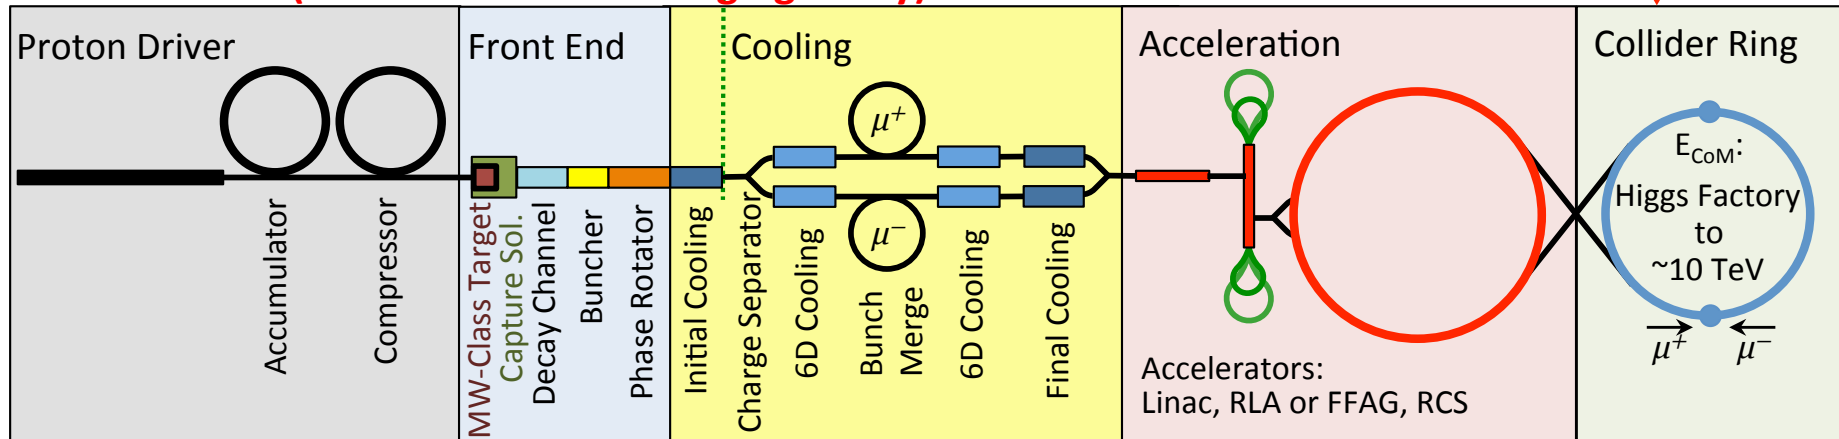 Proton Driver
Front End
Cooling
Acceleration
Collider Ring
Accumulator
Compressor
MW-Class Target
Capture Sol.
Decay Channel
Buncher
Phase Rotator
Initial Cooling
Charge Separator
6D Cooling
μ+
μ−
Bunch
Merge
6D Cooling
Final Cooling
Accelerators:
Linac, RLA or FFAG, RCS
ECoM:
Higgs Factory
to
~10 TeV
μ+
μ−